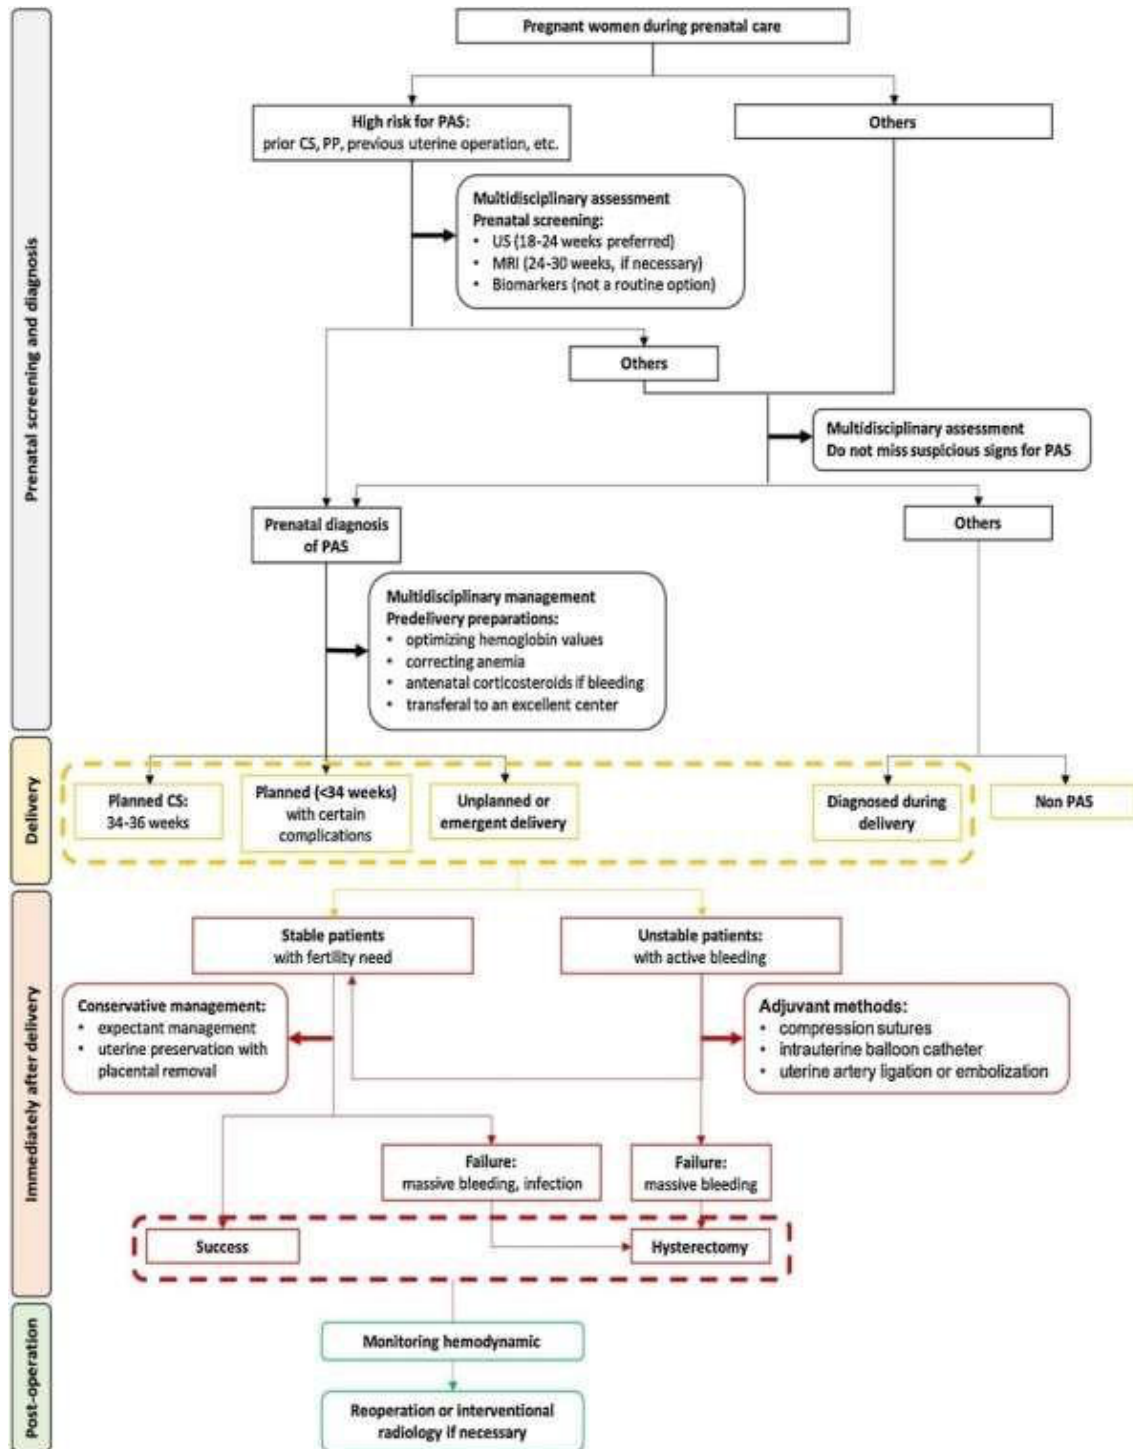 Prenatal screening and diagnosis
Pregnant women during prenatal care
High risk for PAS:
prior CS, PP, previous uterine operation, etc.
Others
Multidisciplinary assessment
Prenatal screening:
• US (18-24 weeks preferred)
• MRI (24-30 weeks, if necessary)
• Biomarkers (not a routine option)
Others
Multidisciplinary assessment
Do not miss suspicious signs for PAS
Prenatal diagnosis
of PAS
Others
Multidisciplinary management
Predelivery preparations:
• optimizing hemoglobin values
• correcting anemia
• antenatal corticosteroids if bleeding
• transferal to an excellent center
Delivery
Planned CS:
34-36 weeks
Planned (<34 weeks)
with certain
complications
Unplanned or
emergent delivery
Diagnosed during
delivery
Non PAS
Immediately after delivery
Stable patients
with fertility need
Unstable patients:
with active bleeding
Conservative management:
• expectant management
• uterine preservation with
placental removal
Adjuvant methods:
• compression sutures
• intrauterine balloon catheter
• uterine artery ligation or embolization
Failure:
massive bleeding, infection
Failure:
massive bleeding
Success
Hysterectomy
Post-operation
Monitoring hemodynamic
Reoperation or interventional
radiology if necessary